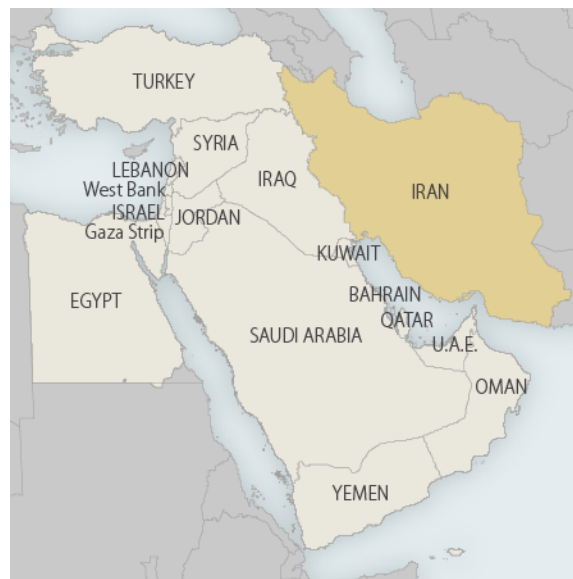 TURKEY
SYRIA
LEBANON
West Bank
IRAQ
IRAN
ISRAEL
JORDAN
Gaza Strip
KUWAIT
EGYPT
BAHRAIN
QATAR
SAUDI ARABIA
U.A.E.
OMAN
YEMEN